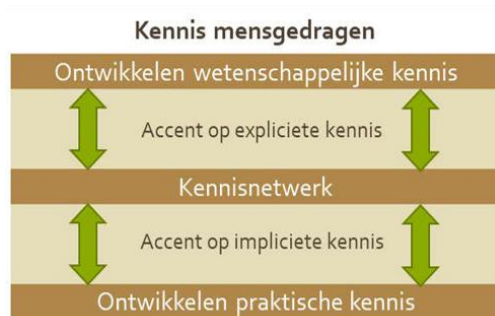 Kennis mensgedragen
Ontwikkelen wetenschappelijke kennis
Accent op expliciete kennis
Kennisnetwerk
Accent op impliciete kennis
Ontwikkelen praktische kennis